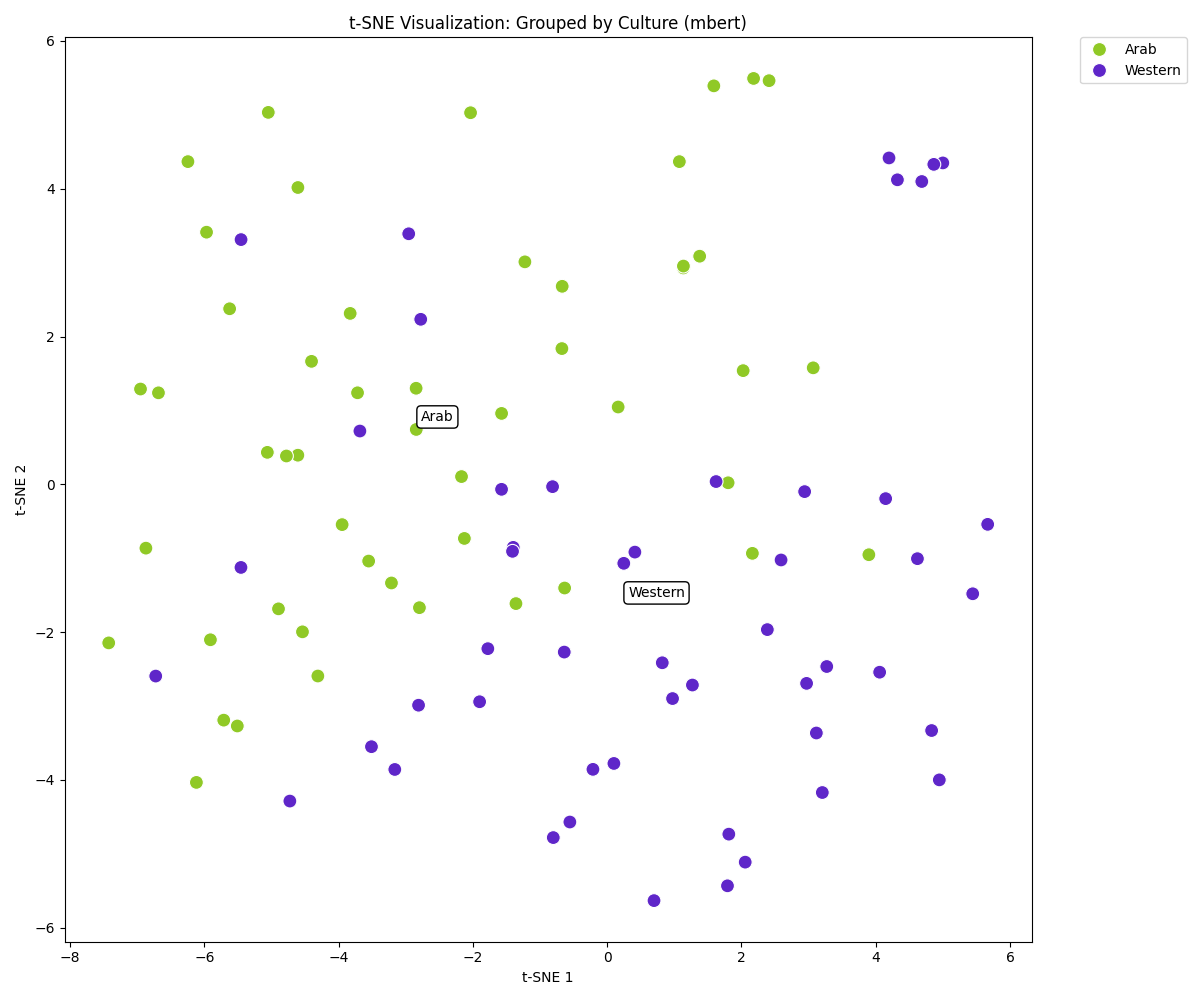 t-SNE Visualization: Grouped by Culture (mbert)
Arab
Western
6
4
2
0
−2
−4
−6
t-SNE 2
Arab
Western
−8
−6
−4
−2
0
2
4
6
t-SNE 1